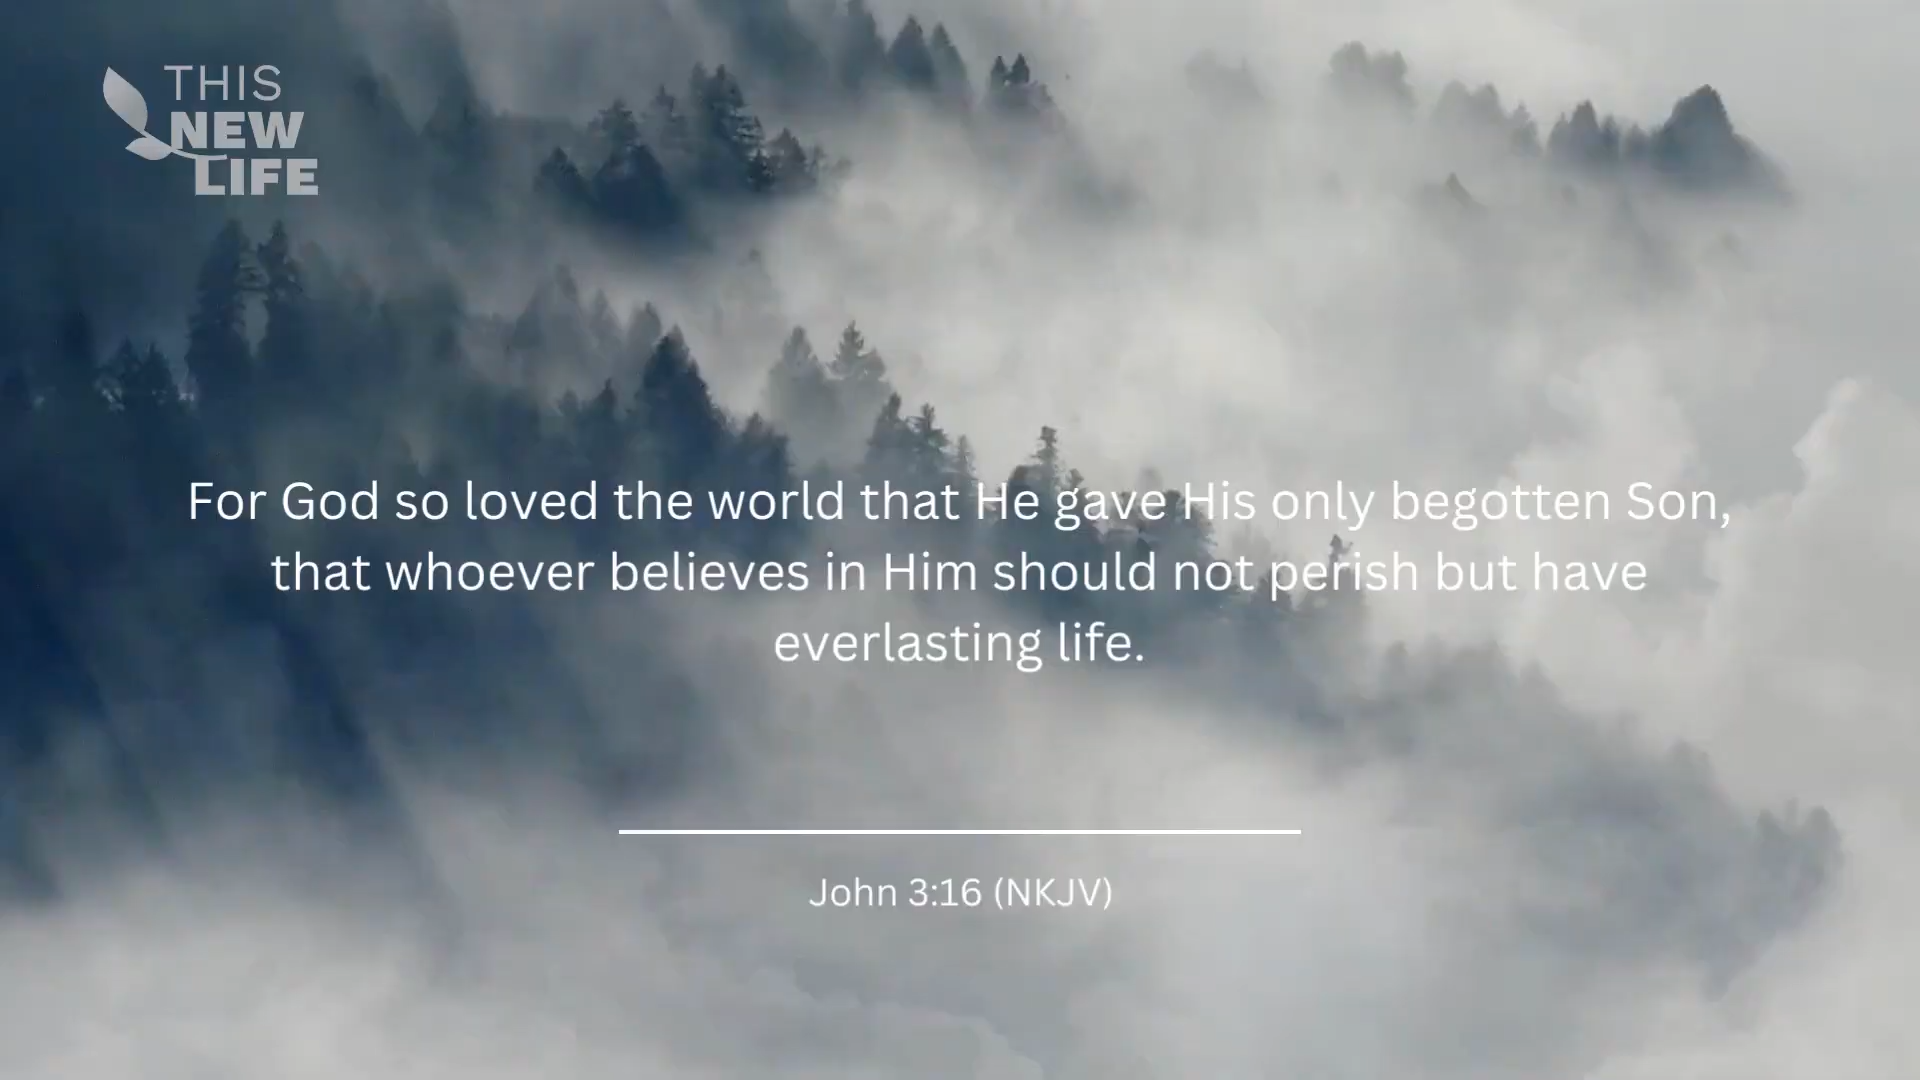 THIS
NEW
LIFE
For God so loved the world that He gave His only begotten Son,
that whoever believes in Him should not perish but have
everlasting life.
John 3:16 (NKJV)